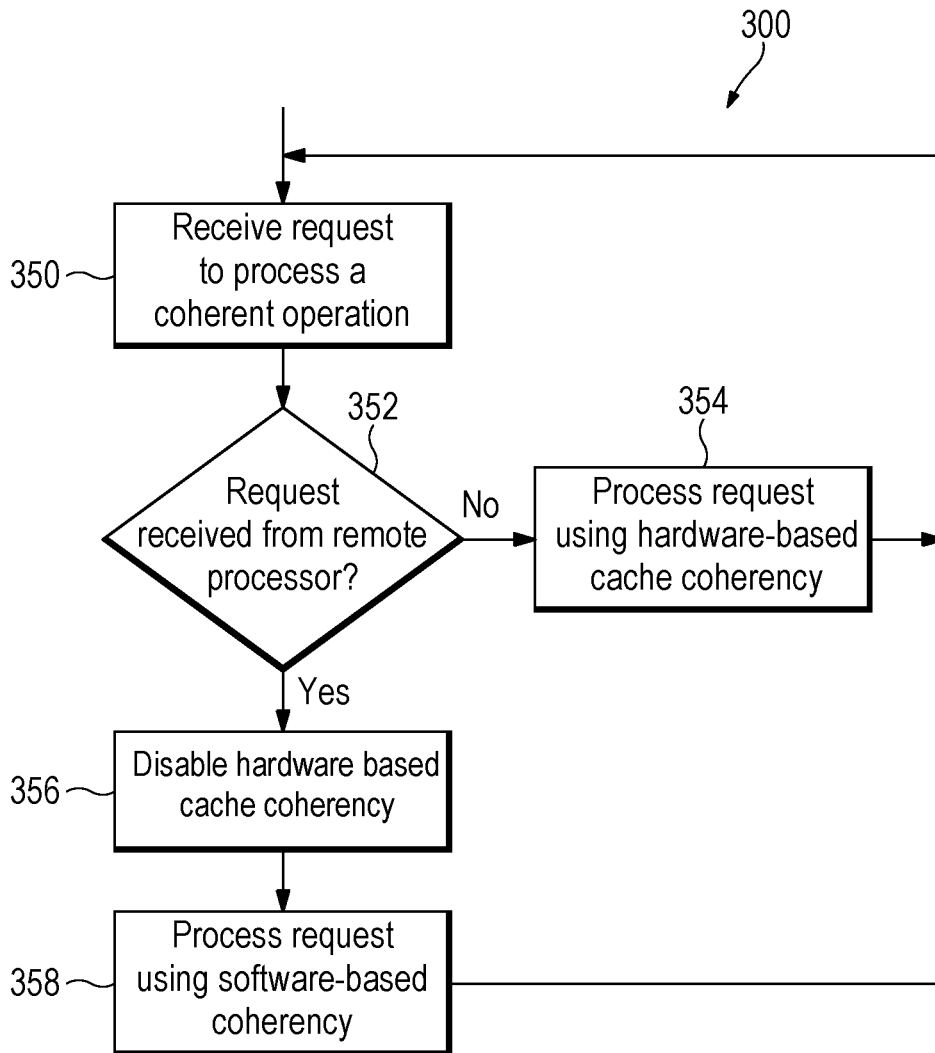 300
350
Receive request
to process a
coherent operation
352
Request
received from remote
processor?
No
354
Process request
using hardware-based
cache coherency
Yes
356
Disable hardware based
cache coherency
358
Process request
using software-based
coherency